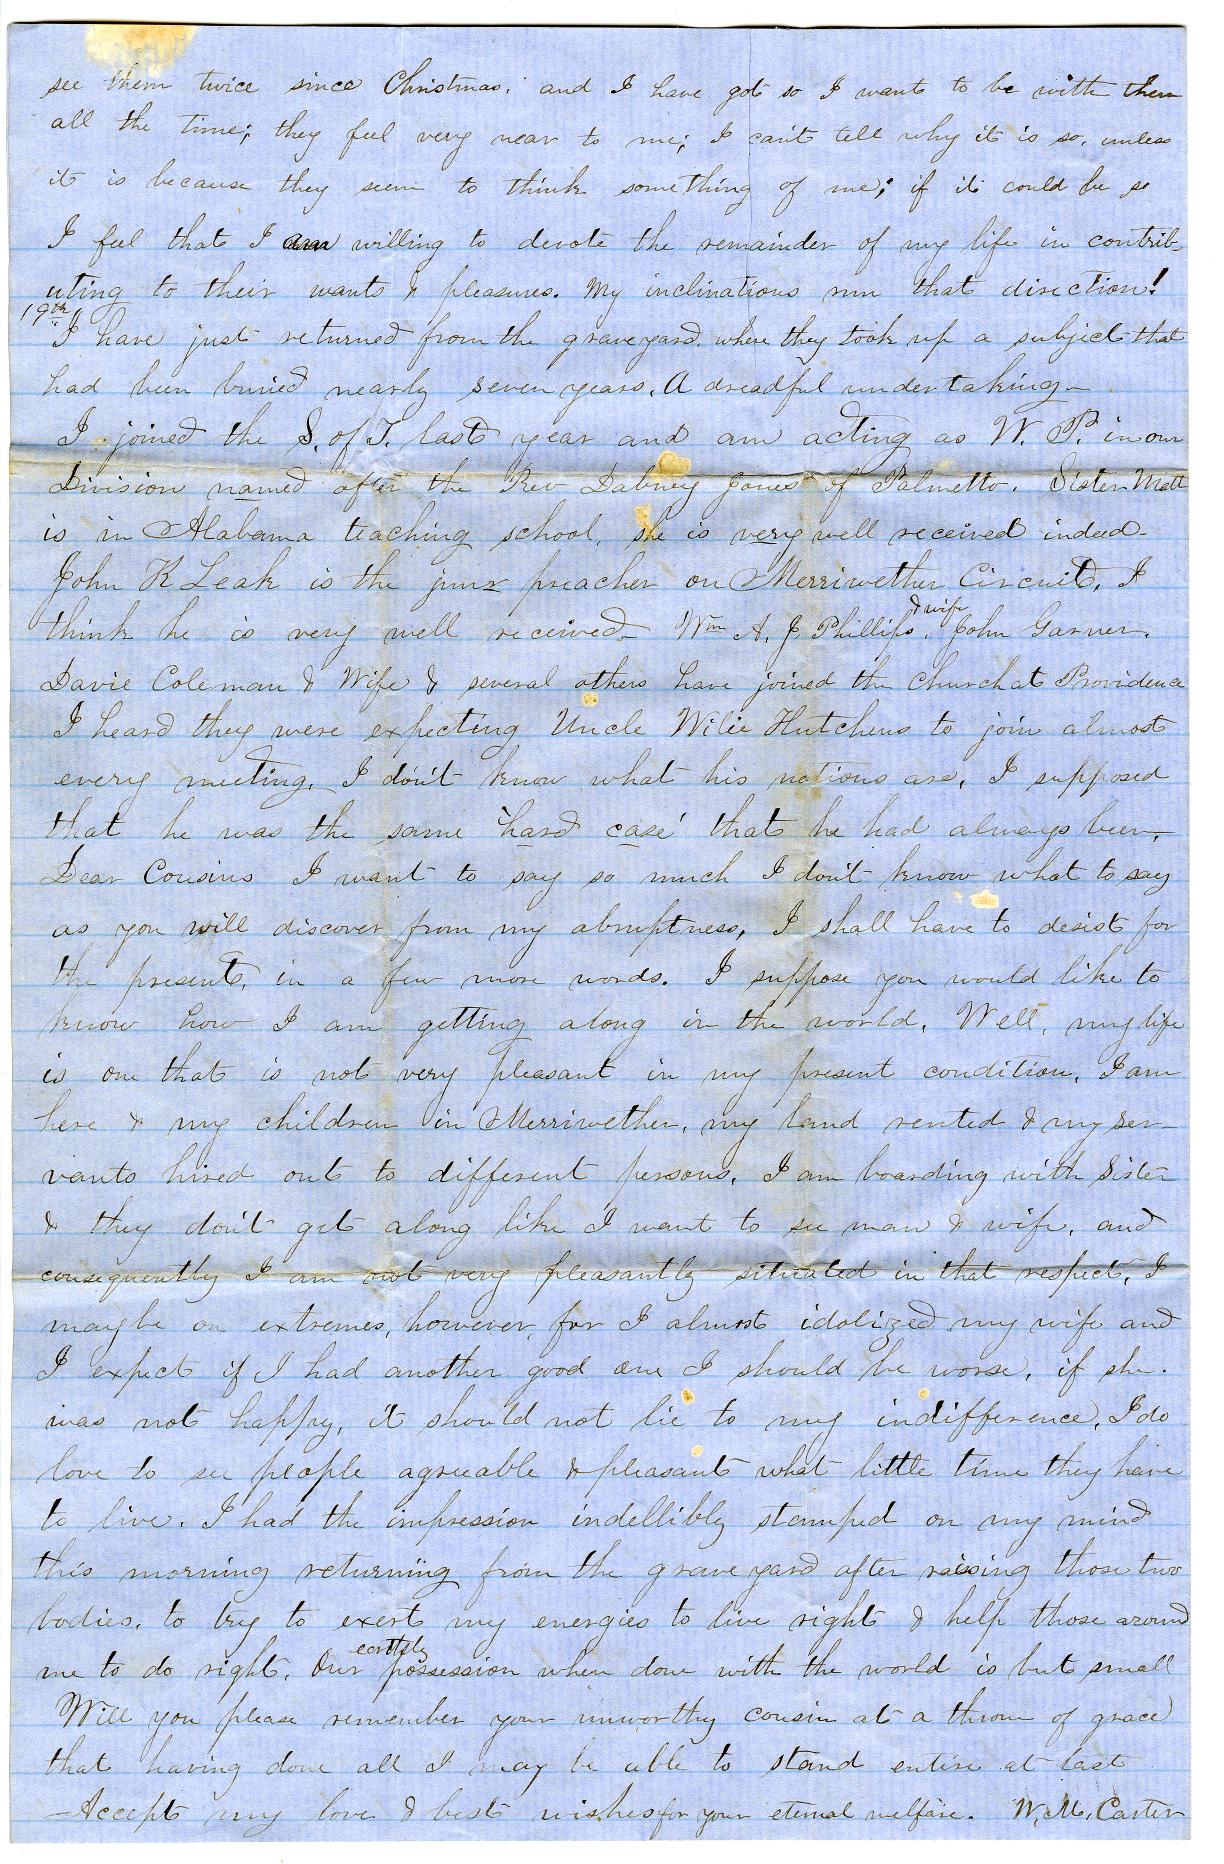 see them twice since Christmas. and I have got so I want to be with them
all the time; they feel very near to me; I can't tell why it is so, unless
it is because they seem to think something of me; if it could be so
I feel that I am willing to devote the remainder of my life in contrib-
uting to their wants & pleasures. My inclinations run that direction!
19th "I have just returned from the graveyard. where they took up a subject that
had been buried nearly seven years. A dreadful undertaking-
I joined the S. of T. last year and am acting as W. P. in our
Division named after the Rev Dabney Jones of Palmetto. Sister Matt
is in Alabama teaching school, she is very well received indeed-
John K Leak is the junr preacher on Merriwether Circuit. I
think he is very well received- Wm A. J Phillips & wife, John Garner.
Davie Coleman & Wife & several others have joined the Church at Providence
I heard they were expecting Uncle Wilie Hutchens to join almost
every meeting. I don't know what his notions are. I supposed
that he was the same 'hard case' that he had always been,
Dear Cousins I want to say so much I don't know what to say
as you will discover from my abruptness, I shall have to desist for
the present, in a few more words. I suppose you would like to
know how I am getting along in the world. Well, my life
is one that is not very pleasant in my present condition. I am
here & my children in Merriwether, my land rented & my ser-
vants hired out to different persons. I am boarding with Sister
& they don't get along like I want to see man & wife. and
consequently I am not very pleasantly situated in that respect. I
maybe on extremes, however, for I almost idolized my wife and
I expect if I had another good one I should be worse, if she
was not happy, it should not lie to my indifference. I do
love to see people agreeable & pleasant what little time they have
to live. I had the impression indellibly stamped on my mind
this morning returning from the grave yard after raising those two
bodies. to try to exert my energies to live right & help those around
me to do right. Our earthly possession when done with the world is but small
Will you please remember your unworthy cousin at a throne of grace
that having done all I may be able to stand entire at last
Accept my love & best wishes for your eternal welfare. W. M. Carter